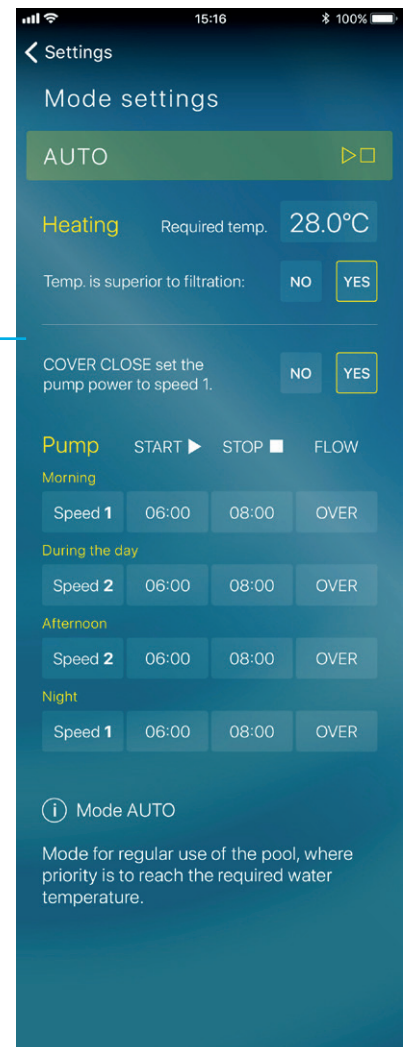 15:16 100%
Settings
Mode settings
AUTO
Heating Required temp. 28.0°C
Temp. is superior to filtration: NO YES
COVER CLOSE set the
pump power to speed 1. NO YES
Pump START ▶ STOP ■ FLOW
Morning
Speed 1 06:00 08:00 OVER
During the day
Speed 2 06:00 08:00 OVER
Afternoon
Speed 2 06:00 08:00 OVER
Night
Speed 1 06:00 08:00 OVER
i Mode AUTO
Mode for regular use of the pool, where
priority is to reach the required water
temperature.